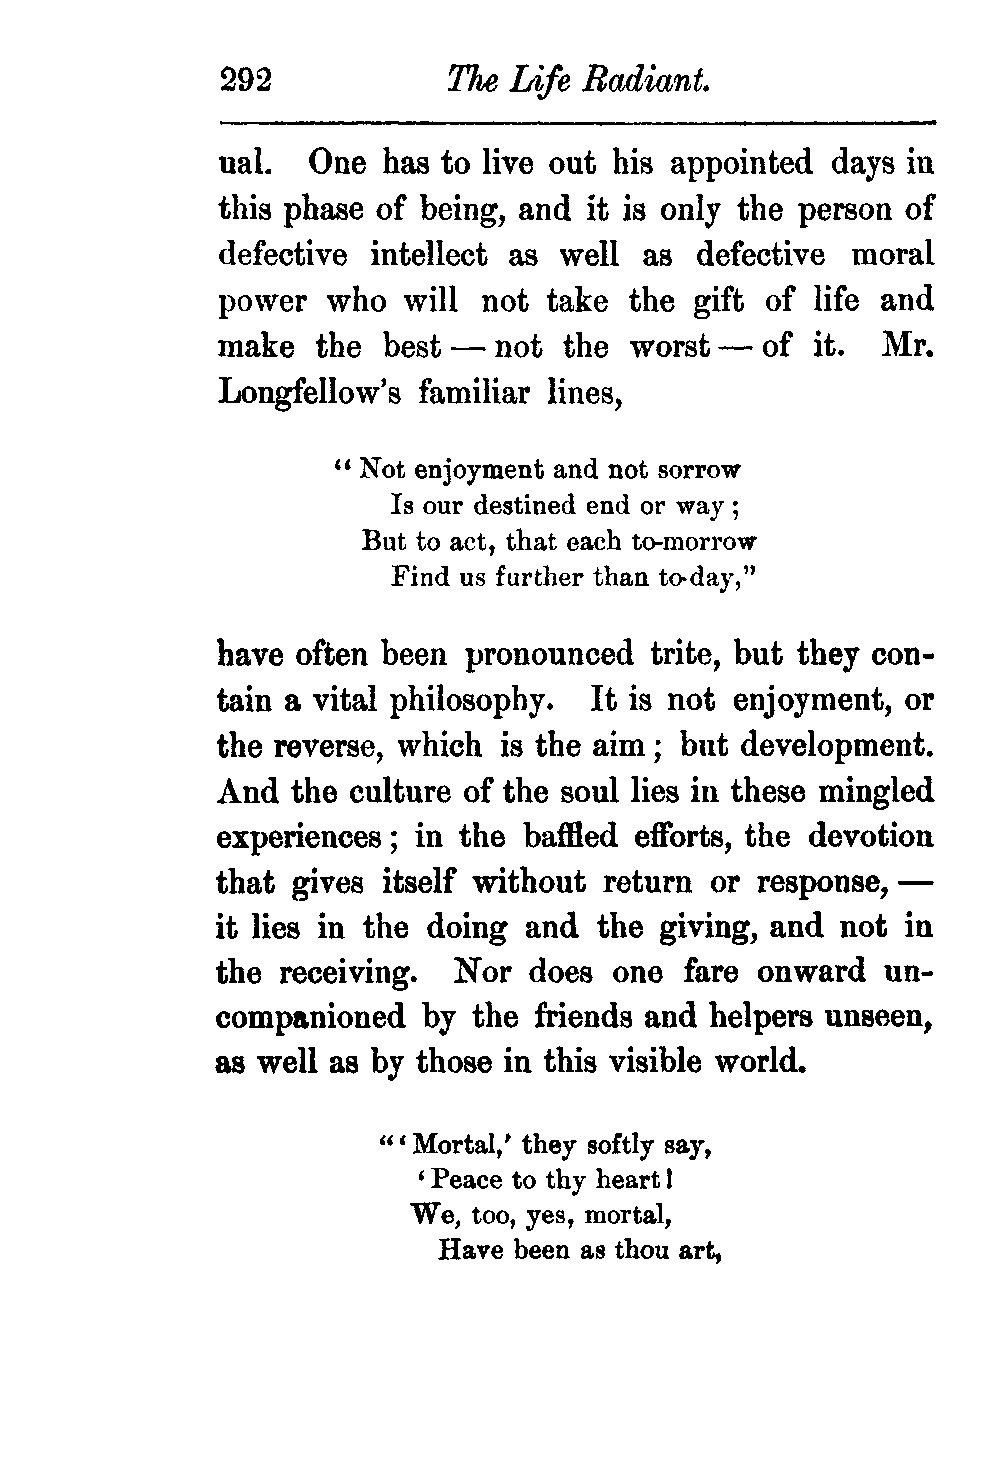 292 The Life Radiant.
ual. One has to live out his appointed days in
this phase of being, and it is only the person of
defective intellect as well as defective moral
power who will not take the gift of life and
make the best — not the worst — of it. Mr.
Longfellow's familiar lines,
“ Not enjoyment and not sorrow
Is our destined end or way ;
But to act, that each to-morrow
Find us further than to-day,”
have often been pronounced trite, but they con-
tain a vital philosophy. It is not enjoyment, or
the reverse, which is the aim ; but development.
And the culture of the soul lies in these mingled
experiences ; in the baffled efforts, the devotion
that gives itself without return or response, —
it lies in the doing and the giving, and not in
the receiving. Nor does one fare onward un-
companioned by the friends and helpers unseen,
as well as by those in this visible world.
“ ‘ Mortal,’ they softly say,
‘ Peace to thy heart !
We, too, yes, mortal,
Have been as thou art,